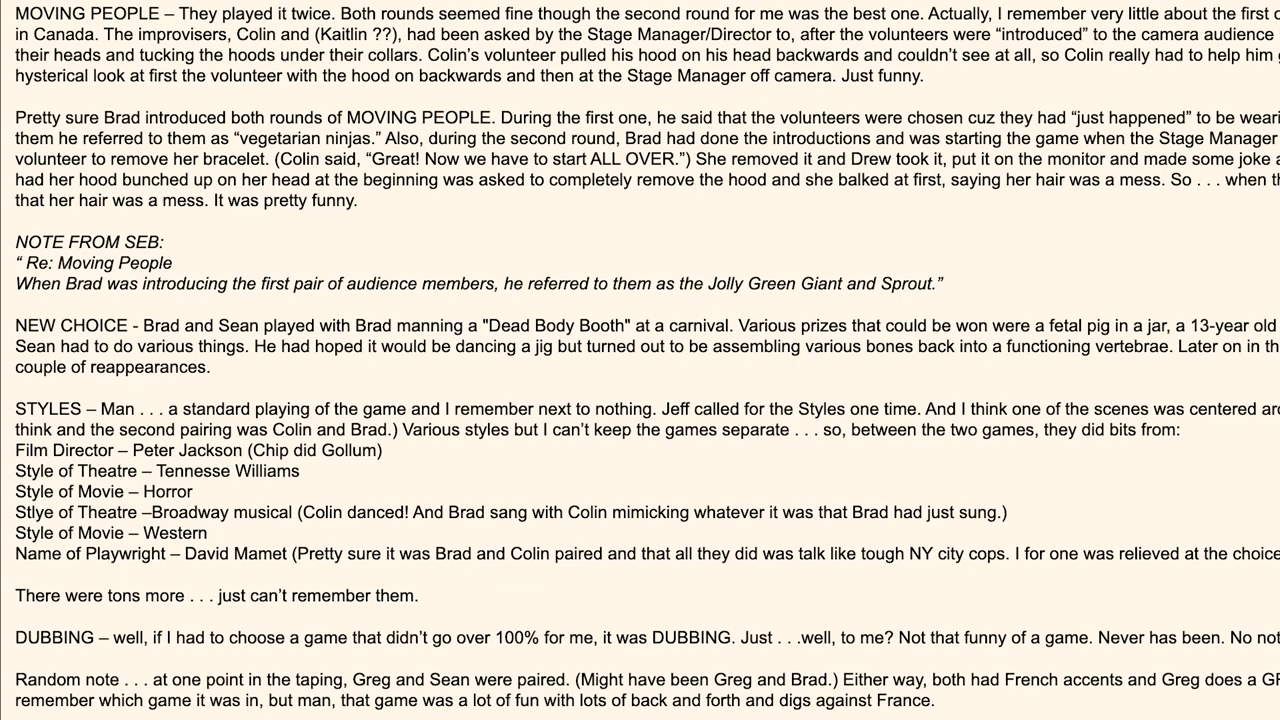 MOVING PEOPLE – They played it twice. Both rounds seemed fine though the second round for me was the best one. Actually, I remember very little about the first
in Canada. The improvisers, Colin and (Kaitlin ??), had been asked by the Stage Manager/Director to, after the volunteers were “introduced” to the camera audience
their heads and tucking the hoods under their collars. Colin’s volunteer pulled his hood on his head backwards and couldn’t see at all, so Colin really had to help him
hysterical look at first the volunteer with the hood on backwards and then at the Stage Manager off camera. Just funny.
Pretty sure Brad introduced both rounds of MOVING PEOPLE. During the first one, he said that the volunteers were chosen cuz they had “just happened” to be
them he referred to them as “vegetarian ninjas.” Also, during the second round, Brad had done the introductions and was starting the game when the Stage Manager
volunteer to remove her bracelet. (Colin said, “Great! Now we have to start ALL OVER.”) She removed it and Drew took it, put it on the monitor and made some joke
had her hood bunched up on her head at the beginning was asked to completely remove the hood and she balked at first, saying her hair was a mess. So . . . when
that her hair was a mess. It was pretty funny.
NOTE FROM SEB:
“ Re: Moving People
When Brad was introducing the first pair of audience members, he referred to them as the Jolly Green Giant and Sprout.”
NEW CHOICE - Brad and Sean played with Brad manning a "Dead Body Booth" at a carnival. Various prizes that could be won were a fetal pig in a jar, a 13-year old
Sean had to do various things. He had hoped it would be dancing a jig but turned out to be assembling various bones back into a functioning vertebrae. Later on in
couple of reappearances.
STYLES – Man . . . a standard playing of the game and I remember next to nothing. Jeff called for the Styles one time. And I think one of the scenes was centered
think and the second pairing was Colin and Brad.) Various styles but I can’t keep the games separate . . . so, between the two games, they did bits from:
Film Director – Peter Jackson (Chip did Gollum)
Style of Theatre – Tennesse Williams
Style of Movie – Horror
Stlye of Theatre –Broadway musical (Colin danced! And Brad sang with Colin mimicking whatever it was that Brad had just sung.)
Style of Movie – Western
Name of Playwright – David Mamet (Pretty sure it was Brad and Colin paired and that all they did was talk like tough NY city cops. I for one was relieved at the choice
There were tons more . . . just can’t remember them.
DUBBING – well, if I had to choose a game that didn’t go over 100% for me, it was DUBBING. Just . . .well, to me? Not that funny of a game. Never has been. No
Random note . . . at one point in the taping, Greg and Sean were paired. (Might have been Greg and Brad.) Either way, both had French accents and Greg does a
remember which game it was in, but man, that game was a lot of fun with lots of back and forth and digs against France.